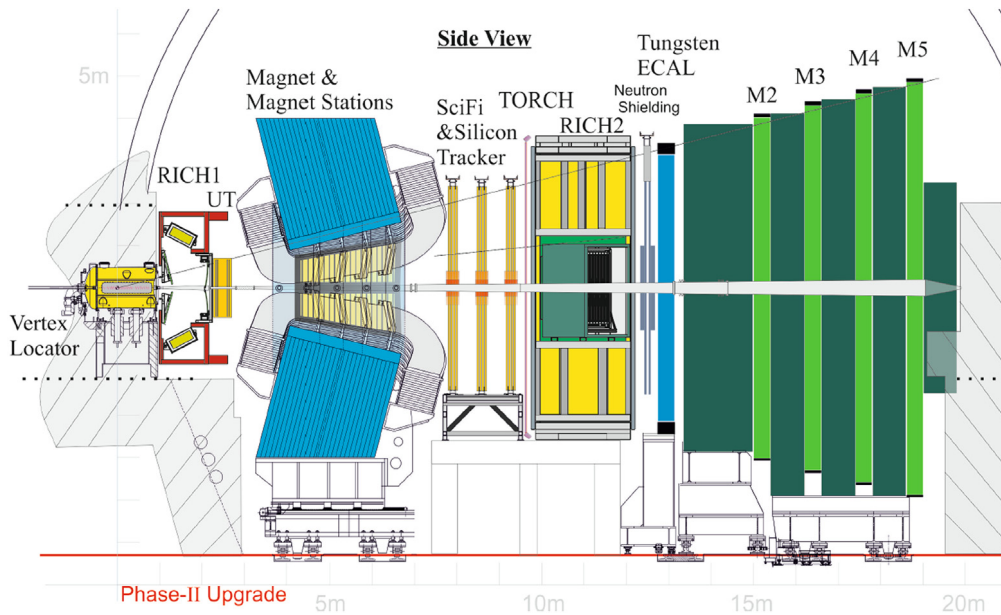 Side View
5m
Magnet &
Magnet Stations
SciFi
&Silicon
Tracker
TORCH
RICH2
Tungsten
ECAL
Neutron
Shielding
M2
M3
M4
M5
RICH1
UT
Vertex
Locator
Phase-II Upgrade
5m
10m
15m
20m